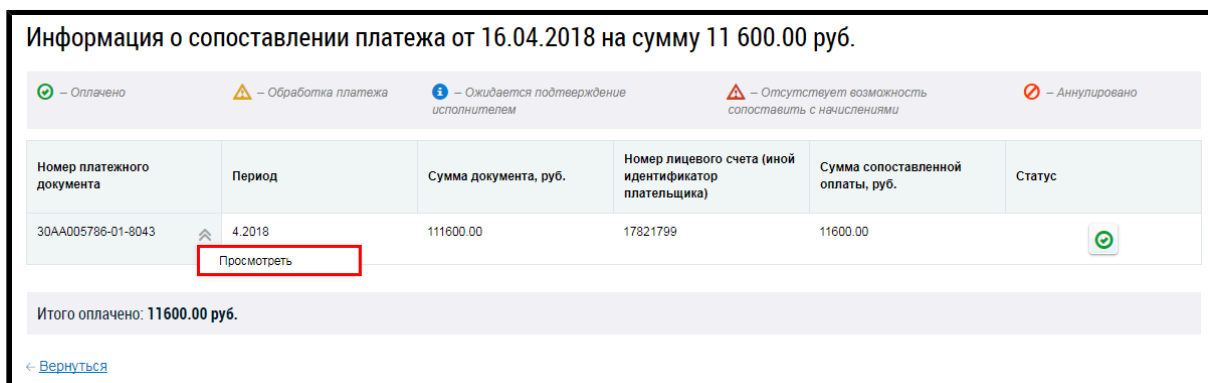 Информация о сопоставлении платежа от 16.04.2018 на сумму 11 600.00 руб.
– Оплачено
– Обработка платежа
– Ожидается подтверждение
исполнителем
– Отсутствует возможность
сопоставить с начислениями
– Аннулировано
Номер платежного
документа
Период
Сумма документа, руб.
Номер лицевого счета (иной
идентификатор
плательщика)
Сумма сопоставленной
оплаты, руб.
Статус
30АА005786-01-8043
4.2018
111600.00
17821799
11600.00
Просмотреть
Итого оплачено: 11600.00 руб.
← Вернуться